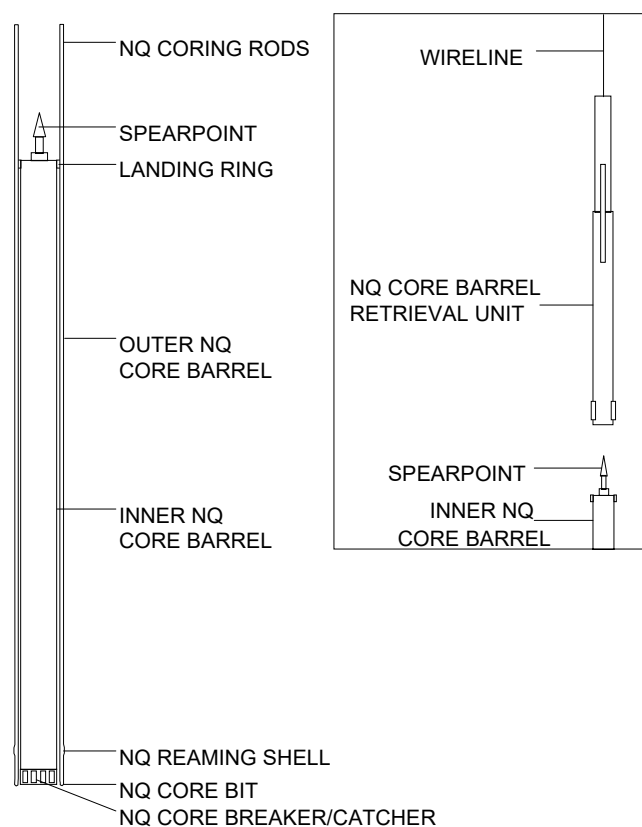 NQ CORING RODS
SPEARPOINT
LANDING RING
OUTER NQ
CORE BARREL
INNER NQ
CORE BARREL
NQ REAMING SHELL
NQ CORE BIT
NQ CORE BREAKER/CATCHER
WIRELINE
NQ CORE BARREL
RETRIEVAL UNIT
SPEARPOINT
INNER NQ
CORE BARREL